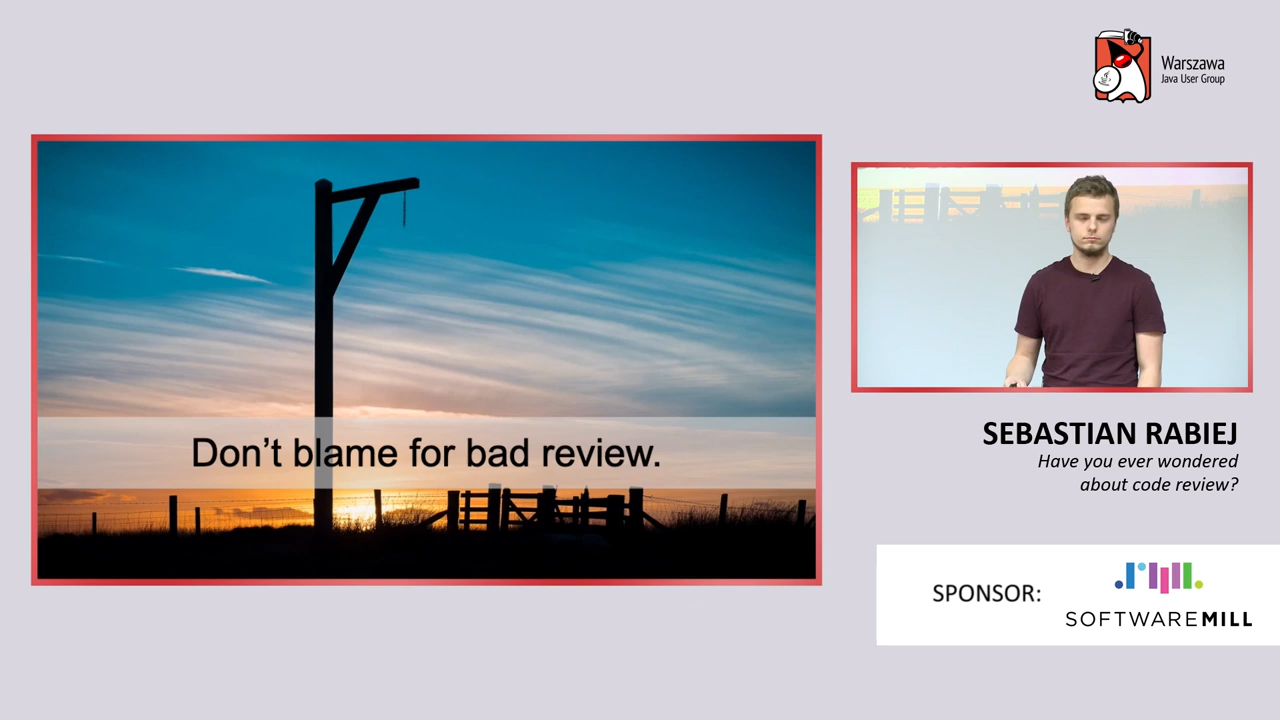 Warszawa
Java User Group
Don't blame for bad review.
SEBASTIAN RABIEJ
Have you ever wondered
about code review?
SPONSOR:
SOFTWAREMILL